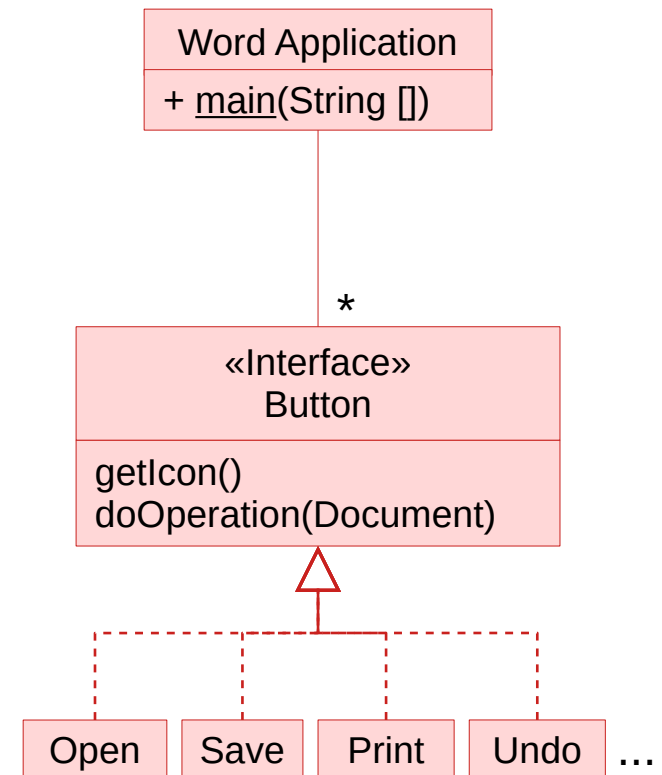 Word Application
+ main(String [])
*
«Interface»
Button
getIcon()
doOperation(Document)
Open Save Print Undo ...